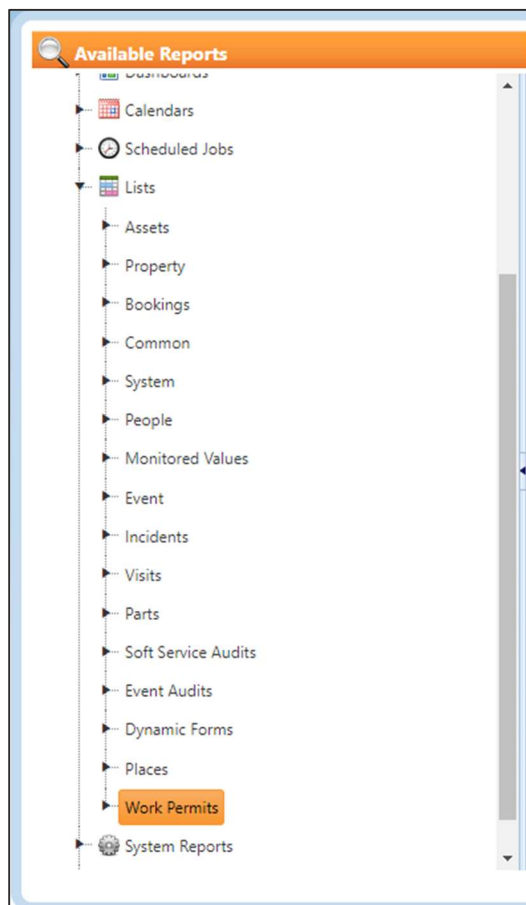 Available Reports
Dashboards
Calendars
Scheduled Jobs
Lists
Assets
Property
Bookings
Common
System
People
Monitored Values
Event
Incidents
Visits
Parts
Soft Service Audits
Event Audits
Dynamic Forms
Places
Work Permits
System Reports